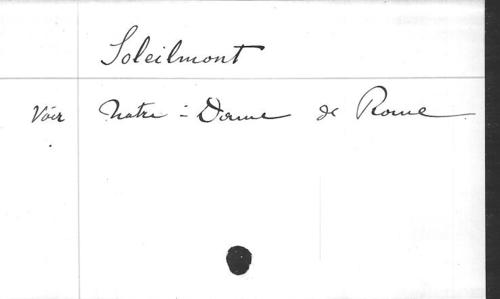 Soleilmont
Voir Notre-Dame de Rome